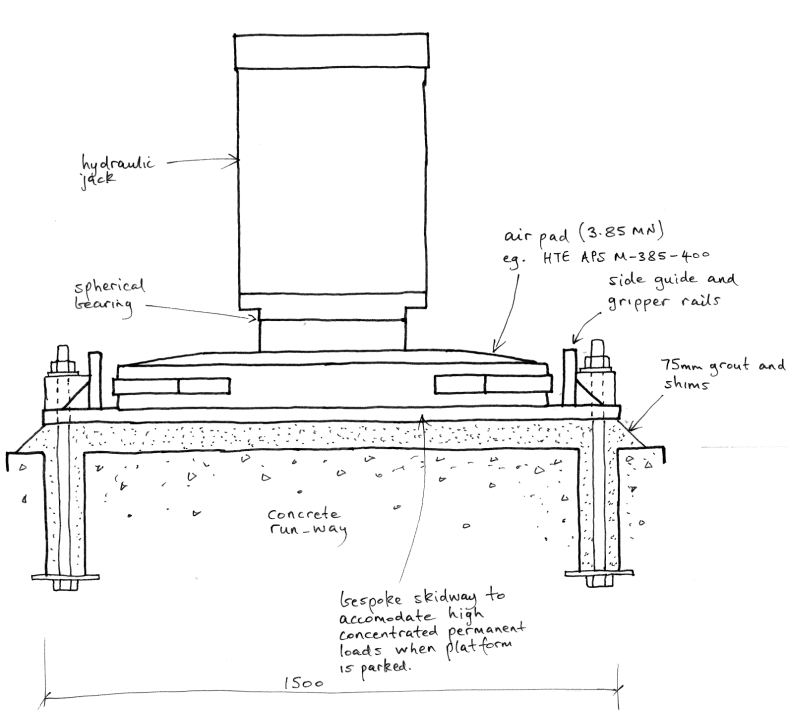 hydraulic
jack
air pad (3.85 MN)
eg. HTE APS M-385-400
side guide and
gripper rails
spherical
bearing
75mm grout and
shims
concrete
run-way
bespoke skidway to
accomodate high
concentrated permanent
loads when platform
is parked.
1500